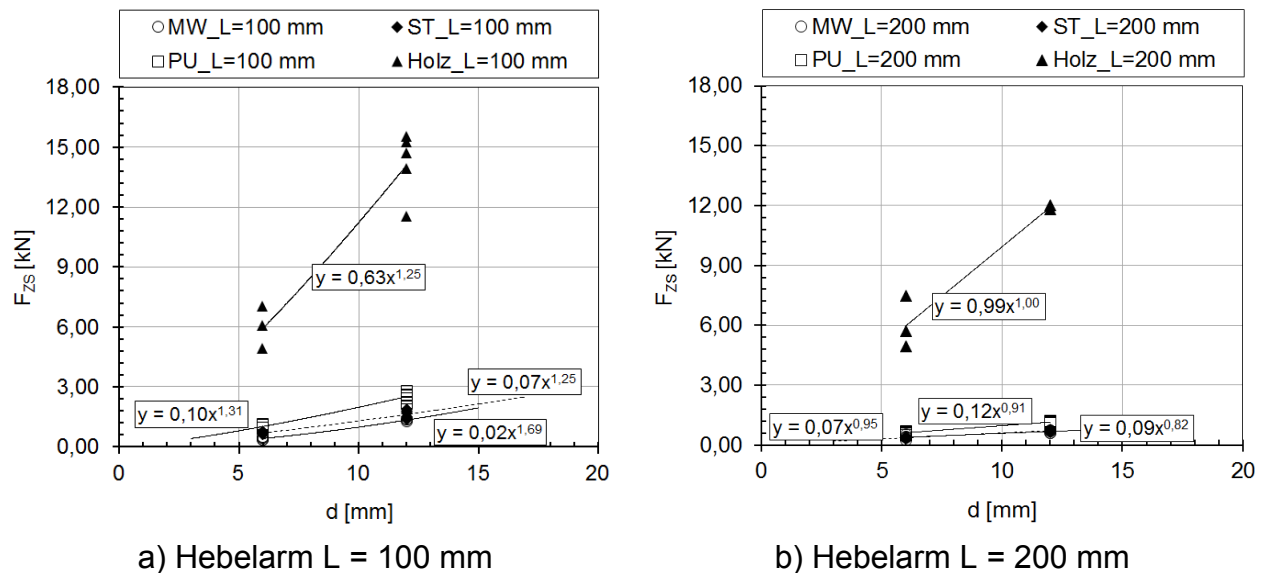 MW_L=100 mm ST_L=100 mm
PU_L=100 mm Holz_L=100 mm
18,00
15,00
12,00
9,00
6,00
3,00
0,00
F_ZS [kN]
y = 0,63x^1,25
y = 0,07x^1,25
y = 0,10x^1,31
y = 0,02x^1,69
0 5 10 15 20
d [mm]
a) Hebelarm L = 100 mm
MW_L=200 mm ST_L=200 mm
PU_L=200 mm Holz_L=200 mm
18,00
15,00
12,00
9,00
6,00
3,00
0,00
F_ZS [kN]
y = 0,99x^1,00
y = 0,12x^0,91
y = 0,07x^0,95
y = 0,09x^0,82
0 5 10 15 20
d [mm]
b) Hebelarm L = 200 mm